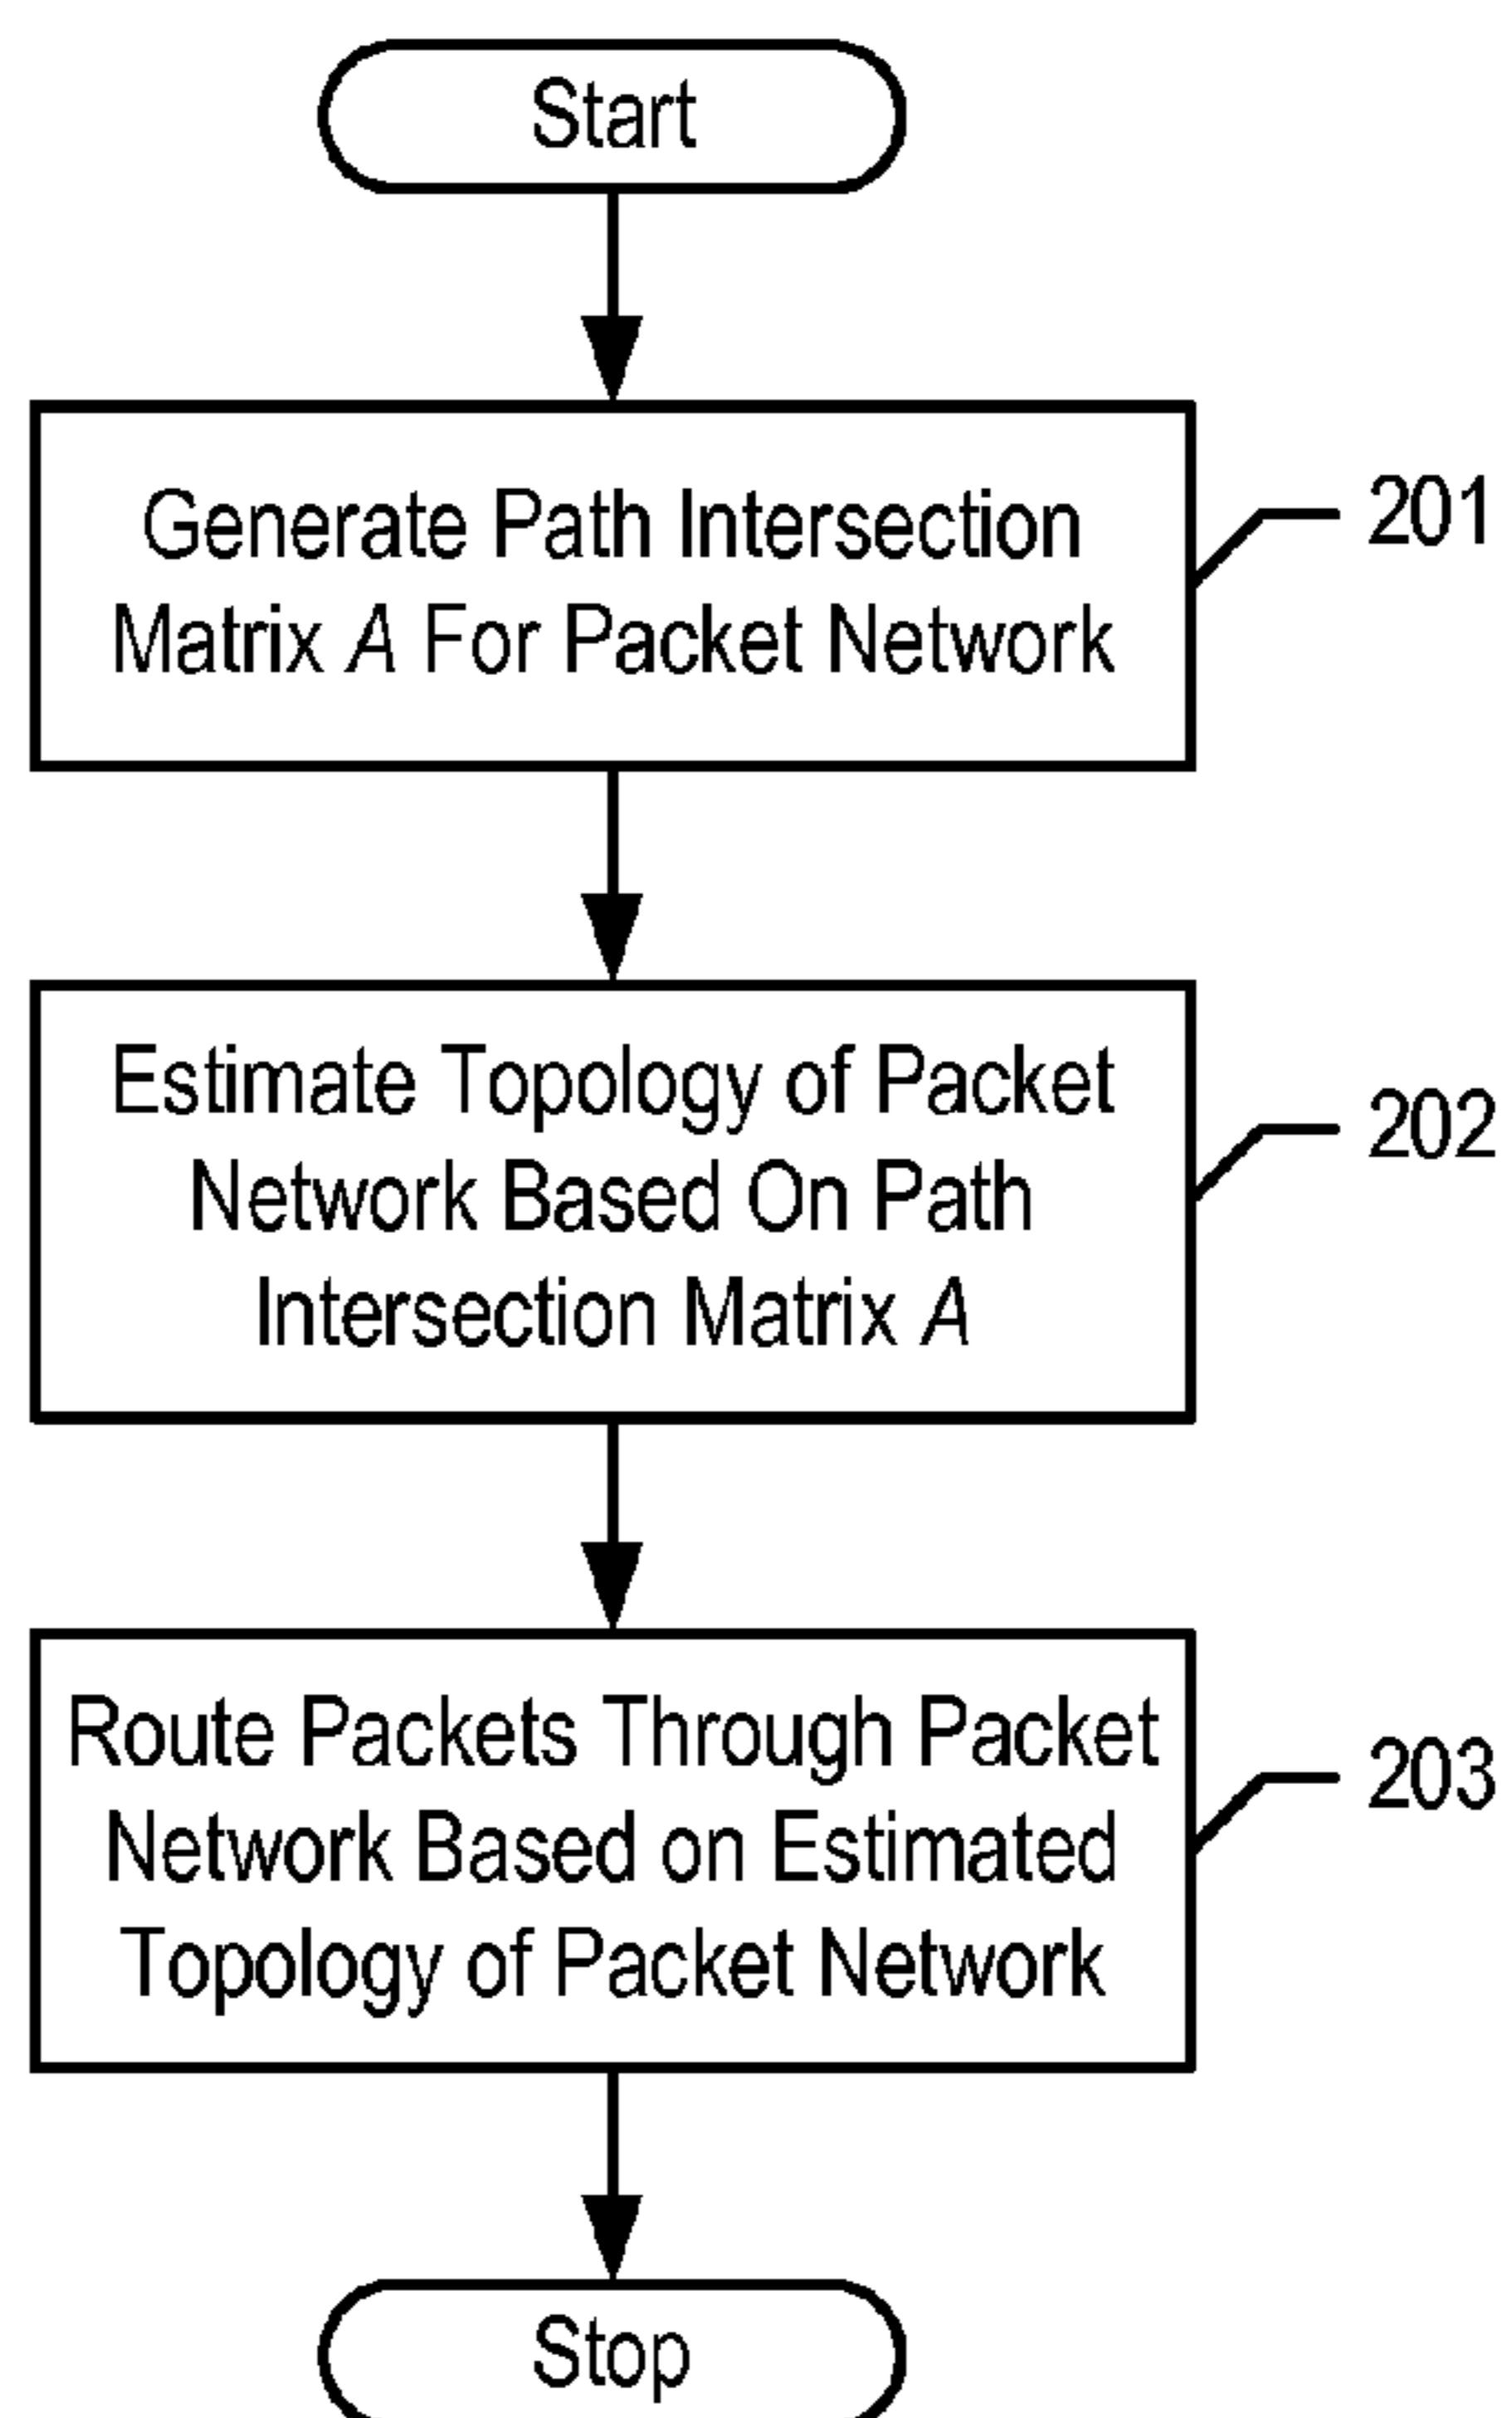 Start
Generate Path Intersection
Matrix A For Packet Network
201
Estimate Topology of Packet
Network Based On Path
Intersection Matrix A
202
Route Packets Through Packet
Network Based on Estimated
Topology of Packet Network
203
Stop